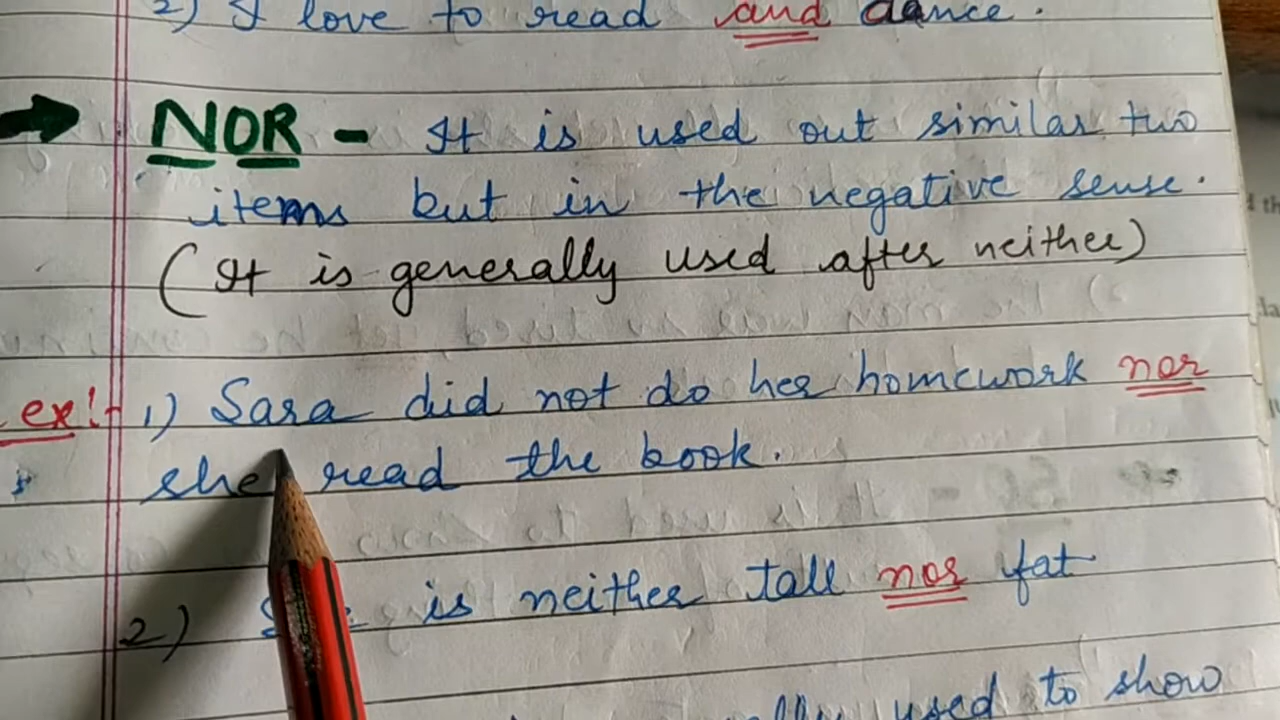 2) I love to read and dance.
NOR - It is used out similar two
items but in the negative sense.
(It is generally used after neither)
ex:- 1) Sara did not do her homework nor
she read the book.
2) is neither tall nor fat
used to show